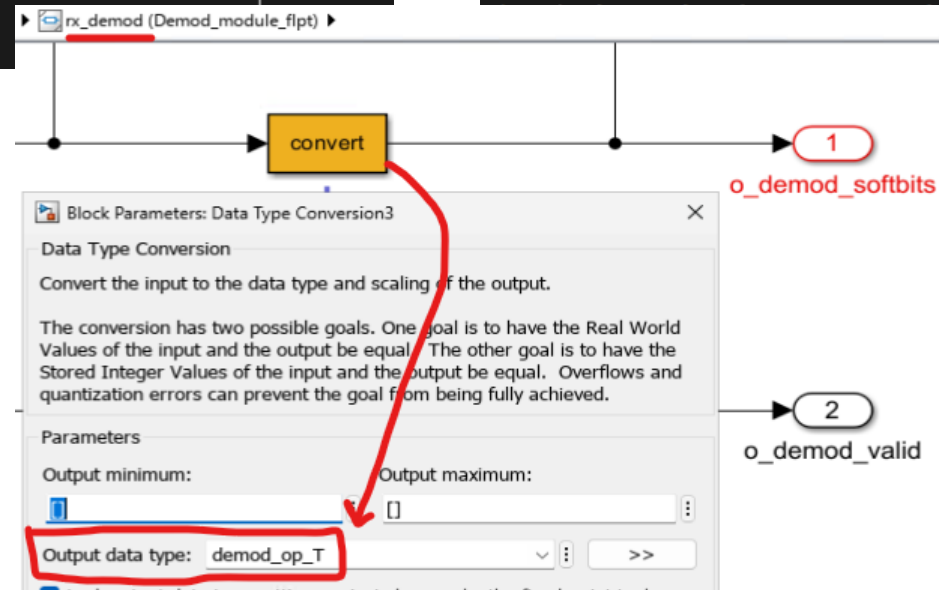 rx_demod (Demod_module_flpt)
convert
1
o_demod_softbits
Block Parameters: Data Type Conversion3
Data Type Conversion
Convert the input to the data type and scaling of the output.
The conversion has two possible goals. One goal is to have the Real World
Values of the input and the output be equal. The other goal is to have the
Stored Integer Values of the input and the output be equal. Overflows and
quantization errors can prevent the goal from being fully achieved.
2
o_demod_valid
Parameters
Output minimum: Output maximum:
[] []
Output data type: demod_op_T >>